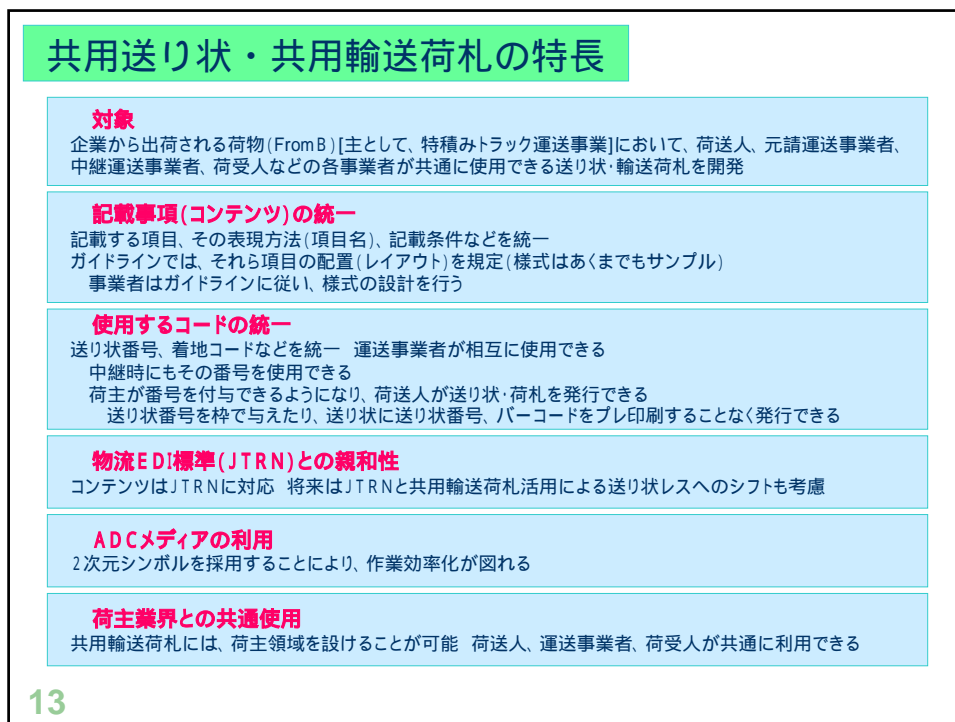 共用送り状・共用輸送荷札の特長
対象
企業から出荷される荷物(FromB)[主として、特積みトラック運送事業]において、荷送人、元請運送事業者、
中継運送事業者、荷受人などの各事業者が共通に使用できる送り状・輸送荷札を開発
記載事項(コンテンツ)の統一
記載する項目、その表現方法(項目名)、記載条件などを統一
ガイドラインでは、それら項目の配置(レイアウト)を規定(様式はあくまでもサンプル)
事業者はガイドラインに従い、様式の設計を行う
使用するコードの統一
送り状番号、着地コードなどを統一 運送事業者が相互に使用できる
中継時にもその番号を使用できる
荷主が番号を付与できるようになり、荷送人が送り状・荷札を発行できる
送り状番号を枠で与えたり、送り状に送り状番号、バーコードをプレ印刷することなく発行できる
物流EDI標準(JTRN)との親和性
コンテンツはJTRNに対応 将来はJTRNと共用輸送荷札活用による送り状レスへのシフトも考慮
ADCメディアの利用
2次元シンボルを採用することにより、作業効率化が図れる
荷主業界との共通使用
共用輸送荷札には、荷主領域を設けることが可能 荷送人、運送事業者、荷受人が共通に利用できる
13